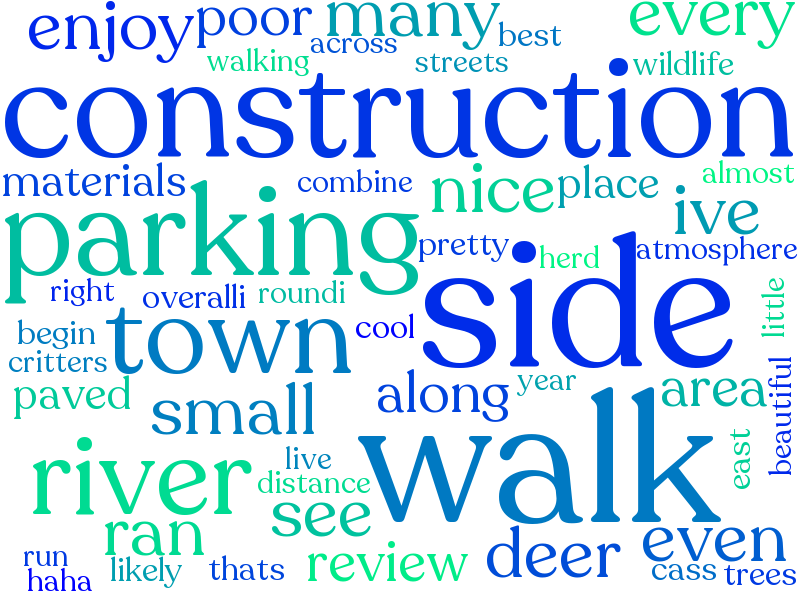 enjoy poor many every
across best
walking streets wildlife
construction
materials combine nice place almost
parking ive
pretty herd atmosphere
right overalli roundi side little
begin town cool
critters
paved small along year area beautiful
river live walk east
distance
ran see
run likely thats review deer even
haha cass trees